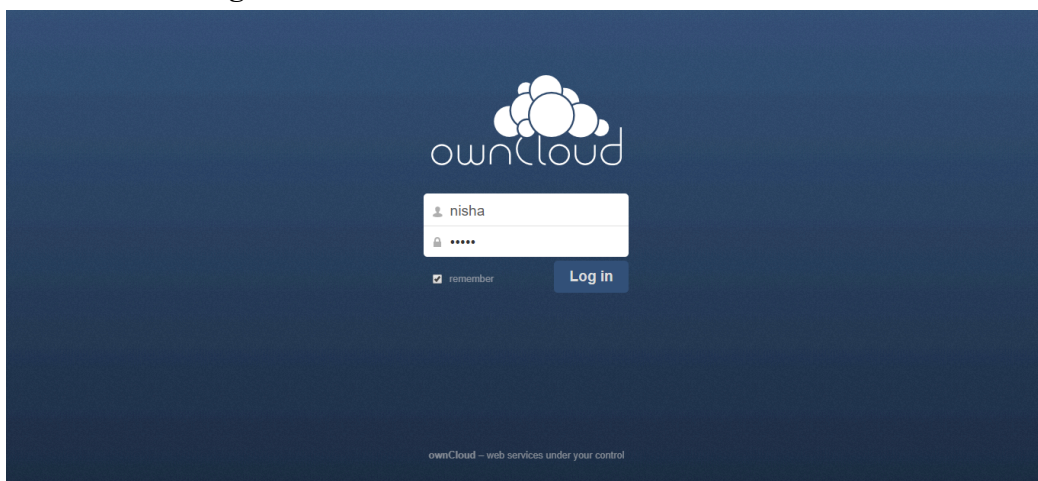 ownCloud
nisha
•••••
remember
Log in
ownCloud – web services under your control